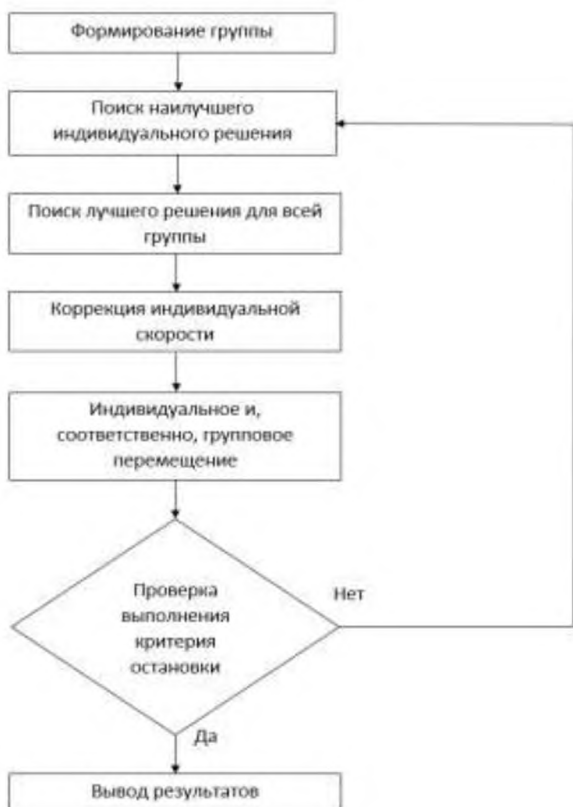 Формирование группы
Поиск наилучшего
индивидуального решения
Поиск лучшего решения для всей
группы
Коррекция индивидуальной
скорости
Индивидуальное и,
соответственно, групповое
перемещение
Проверка
выполнения
критерия
остановки
Нет
Да
Вывод результатов